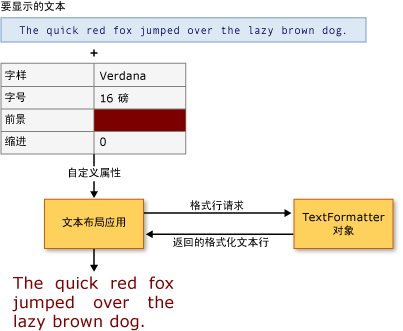 要显示的文本
The quick red fox jumped over the lazy brown dog.
+
字样 Verdana
字号 16 磅
前景
缩进 0
自定义属性
文本布局应用
格式行请求
返回的格式化文本行
TextFormatter
对象
The quick red fox
jumped over the
lazy brown dog.